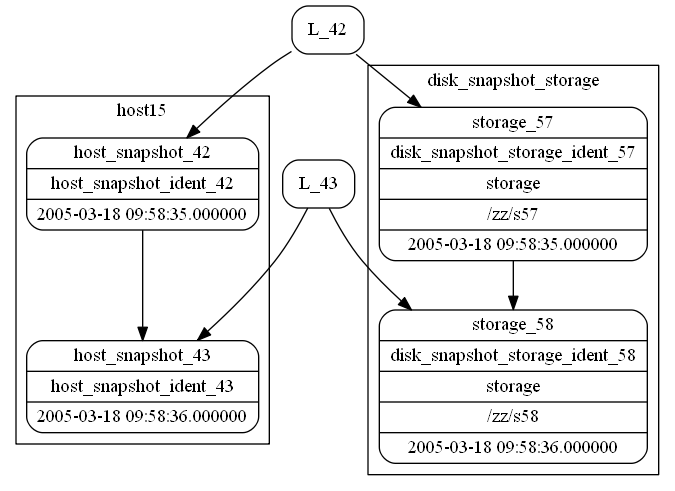 L_42
host15
host_snapshot_42
host_snapshot_ident_42
2005-03-18 09:58:35.000000
disk_snapshot_storage
storage_57
disk_snapshot_storage_ident_57
storage
/zz/s57
2005-03-18 09:58:35.000000
L_43
host_snapshot_43
host_snapshot_ident_43
2005-03-18 09:58:36.000000
storage_58
disk_snapshot_storage_ident_58
storage
/zz/s58
2005-03-18 09:58:36.000000